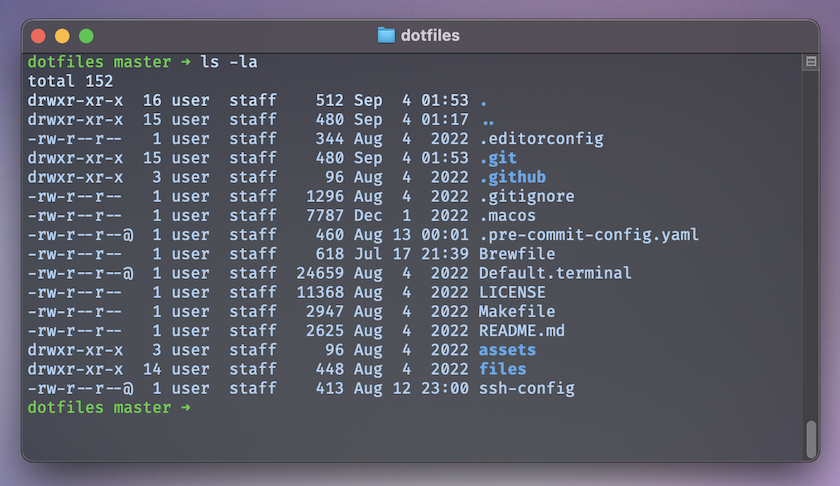 dotfiles
dotfiles master → ls -la
total 152
drwxr-xr-x  16 user  staff    512 Sep  4 01:53 .
drwxr-xr-x  15 user  staff    480 Sep  4 01:17 ..
-rw-r--r--   1 user  staff    344 Aug  4  2022 .editorconfig
drwxr-xr-x  15 user  staff    480 Sep  4 01:53 .git
drwxr-xr-x   3 user  staff     96 Aug  4  2022 .github
-rw-r--r--   1 user  staff   1296 Aug  4  2022 .gitignore
-rw-r--r--   1 user  staff   7787 Dec  1  2022 .macos
-rw-r--r--@  1 user  staff    460 Aug 13 00:01 .pre-commit-config.yaml
-rw-r--r--   1 user  staff    618 Jul 17 21:39 Brewfile
-rw-r--r--@  1 user  staff  24659 Aug  4  2022 Default.terminal
-rw-r--r--   1 user  staff  11368 Aug  4  2022 LICENSE
-rw-r--r--   1 user  staff   2947 Aug  4  2022 Makefile
-rw-r--r--   1 user  staff   2625 Aug  4  2022 README.md
drwxr-xr-x   3 user  staff     96 Aug  4  2022 assets
drwxr-xr-x  14 user  staff    448 Aug  4  2022 files
-rw-r--r--@  1 user  staff    413 Aug 12 23:00 ssh-config
dotfiles master →